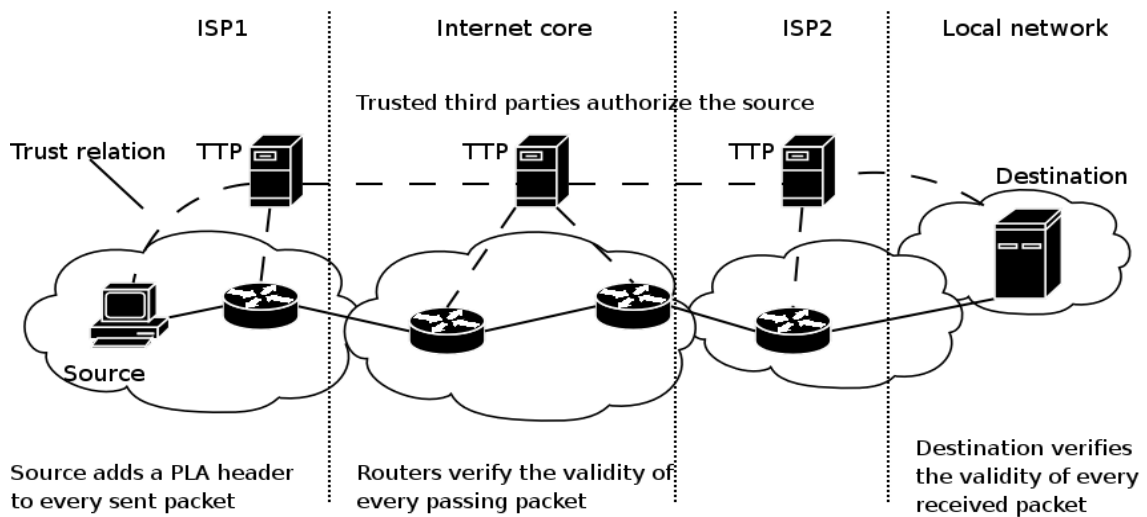 ISP1
Internet core
ISP2
Local network
Trusted third parties authorize the source
Trust relation
TTP
TTP
TTP
Destination
Source
Source adds a PLA header
to every sent packet
Routers verify the validity of
every passing packet
Destination verifies
the validity of every
received packet